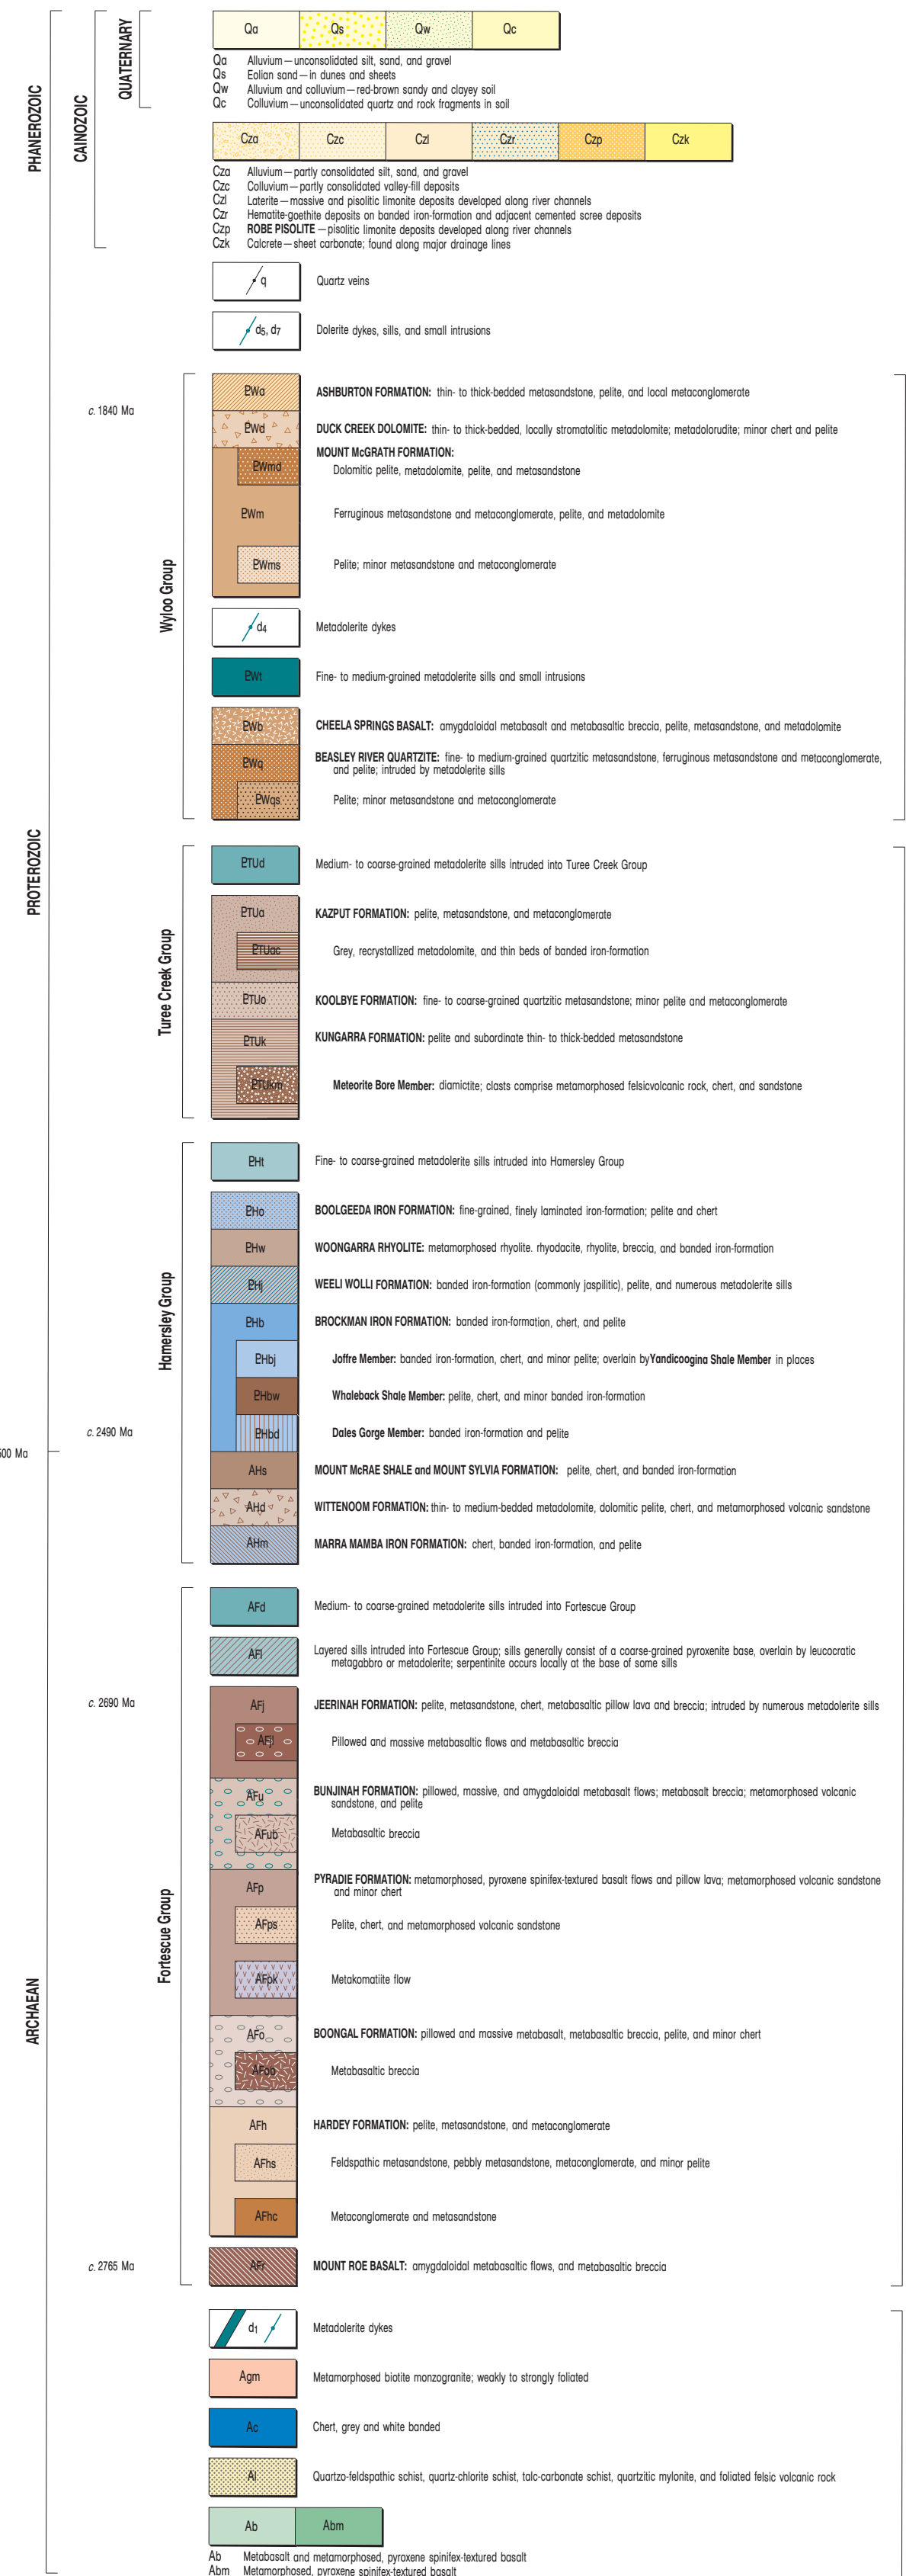 PHANEROZOIC
CAINOZOIC
QUATERNARY
Qa Qs Qw Qc
Qa Alluvium—unconsolidated silt, sand, and gravel
Qs Eolian sand—in dunes and sheets
Qw Alluvium and colluvium—red-brown sandy and clayey soil
Qc Colluvium—unconsolidated quartz and rock fragments in soil
Cza Czc Czl Czr Czp Czk
Cza Alluvium—partly consolidated silt, sand, and gravel
Czc Colluvium—partly consolidated valley-fill deposits
Czl Laterite—massive and pisolitic limonite deposits developed along river channels
Czr Hematite-goethite deposits on banded iron-formation and adjacent cemented scree deposits
Czp ROBE PISOLITE—pisolitic limonite deposits developed along river channels
Czk Calcrete—sheet carbonate; found along major drainage lines
q Quartz veins
d5, d7 Dolerite dykes, sills, and small intrusions
PROTEROZOIC
Wyloo Group
PWa ASHBURTON FORMATION: thin- to thick-bedded metasandstone, pelite, and local metaconglomerate
c. 1840 Ma
PWd DUCK CREEK DOLOMITE: thin- to thick-bedded, locally stromatolitic metadolomite; metadolorudite; minor chert and pelite
MOUNT McGRATH FORMATION:
PWmd Dolomitic pelite, metadolomite, pelite, and metasandstone
PWm Ferruginous metasandstone and metaconglomerate, pelite, and metadolomite
PWms Pelite; minor metasandstone and metaconglomerate
d4 Metadolerite dykes
PWt Fine- to medium-grained metadolerite sills and small intrusions
PWb CHEELA SPRINGS BASALT: amygdaloidal metabasalt and metabasaltic breccia, pelite, metasandstone, and metadolomite
PWq BEASLEY RIVER QUARTZITE: fine- to medium-grained quartzitic metasandstone, ferruginous metasandstone and metaconglomerate,
and pelite; intruded by metadolerite sills
PWqs Pelite; minor metasandstone and metaconglomerate
Turee Creek Group
PTUd Medium- to coarse-grained metadolerite sills intruded into Turee Creek Group
PTUa KAZPUT FORMATION: pelite, metasandstone, and metaconglomerate
PTUac Grey, recrystallized metadolomite, and thin beds of banded iron-formation
PTUo KOOLBYE FORMATION: fine- to coarse-grained quartzitic metasandstone; minor pelite and metaconglomerate
PTUk KUNGARRA FORMATION: pelite and subordinate thin- to thick-bedded metasandstone
PTUkm Meteorite Bore Member: diamictite; clasts comprise metamorphosed felsicvolcanic rock, chert, and sandstone
Hamersley Group
PHt Fine- to coarse-grained metadolerite sills intruded into Hamersley Group
PHo BOOLGEEDA IRON FORMATION: fine-grained, finely laminated iron-formation; pelite and chert
PHw WOONGARRA RHYOLITE: metamorphosed rhyolite. rhyodacite, rhyolite, breccia, and banded iron-formation
PHj WEELI WOLLI FORMATION: banded iron-formation (commonly jaspilitic), pelite, and numerous metadolerite sills
PHb BROCKMAN IRON FORMATION: banded iron-formation, chert, and pelite
PHbj Joffre Member: banded iron-formation, chert, and minor pelite; overlain byYandicoogina Shale Member in places
PHbw Whaleback Shale Member: pelite, chert, and minor banded iron-formation
c. 2490 Ma
PHbd Dales Gorge Member: banded iron-formation and pelite
500 Ma
AHs MOUNT McRAE SHALE and MOUNT SYLVIA FORMATION: pelite, chert, and banded iron-formation
AHd WITTENOOM FORMATION: thin- to medium-bedded metadolomite, dolomitic pelite, chert, and metamorphosed volcanic sandstone
AHm MARRA MAMBA IRON FORMATION: chert, banded iron-formation, and pelite
ARCHAEAN
Fortescue Group
AFd Medium- to coarse-grained metadolerite sills intruded into Fortescue Group
AFl Layered sills intruded into Fortescue Group; sills generally consist of a coarse-grained pyroxenite base, overlain by leucocratic
metagabbro or metadolerite; serpentinite occurs locally at the base of some sills
c. 2690 Ma
AFj JEERINAH FORMATION: pelite, metasandstone, chert, metabasaltic pillow lava and breccia; intruded by numerous metadolerite sills
AFjl Pillowed and massive metabasaltic flows and metabasaltic breccia
AFu BUNJINAH FORMATION: pillowed, massive, and amygdaloidal metabasalt flows; metabasalt breccia; metamorphosed volcanic
sandstone, and pelite
AFub Metabasaltic breccia
AFp PYRADIE FORMATION: metamorphosed, pyroxene spinifex-textured basalt flows and pillow lava; metamorphosed volcanic sandstone
and minor chert
AFps Pelite, chert, and metamorphosed volcanic sandstone
AFpk Metakomatiite flow
AFo BOONGAL FORMATION: pillowed and massive metabasalt, metabasaltic breccia, pelite, and minor chert
Metabasaltic breccia
AFh HARDEY FORMATION: pelite, metasandstone, and metaconglomerate
AFhs Feldspathic metasandstone, pebbly metasandstone, metaconglomerate, and minor pelite
AFhc Metaconglomerate and metasandstone
c. 2765 Ma
AFr MOUNT ROE BASALT: amygdaloidal metabasaltic flows, and metabasaltic breccia
d1 Metadolerite dykes
Agm Metamorphosed biotite monzogranite; weakly to strongly foliated
Ac Chert, grey and white banded
Al Quartzo-feldspathic schist, quartz-chlorite schist, talc-carbonate schist, quartzitic mylonite, and foliated felsic volcanic rock
Ab Abm
Ab Metabasalt and metamorphosed, pyroxene spinifex-textured basalt
Abm Metamorphosed, pyroxene spinifex-textured basalt